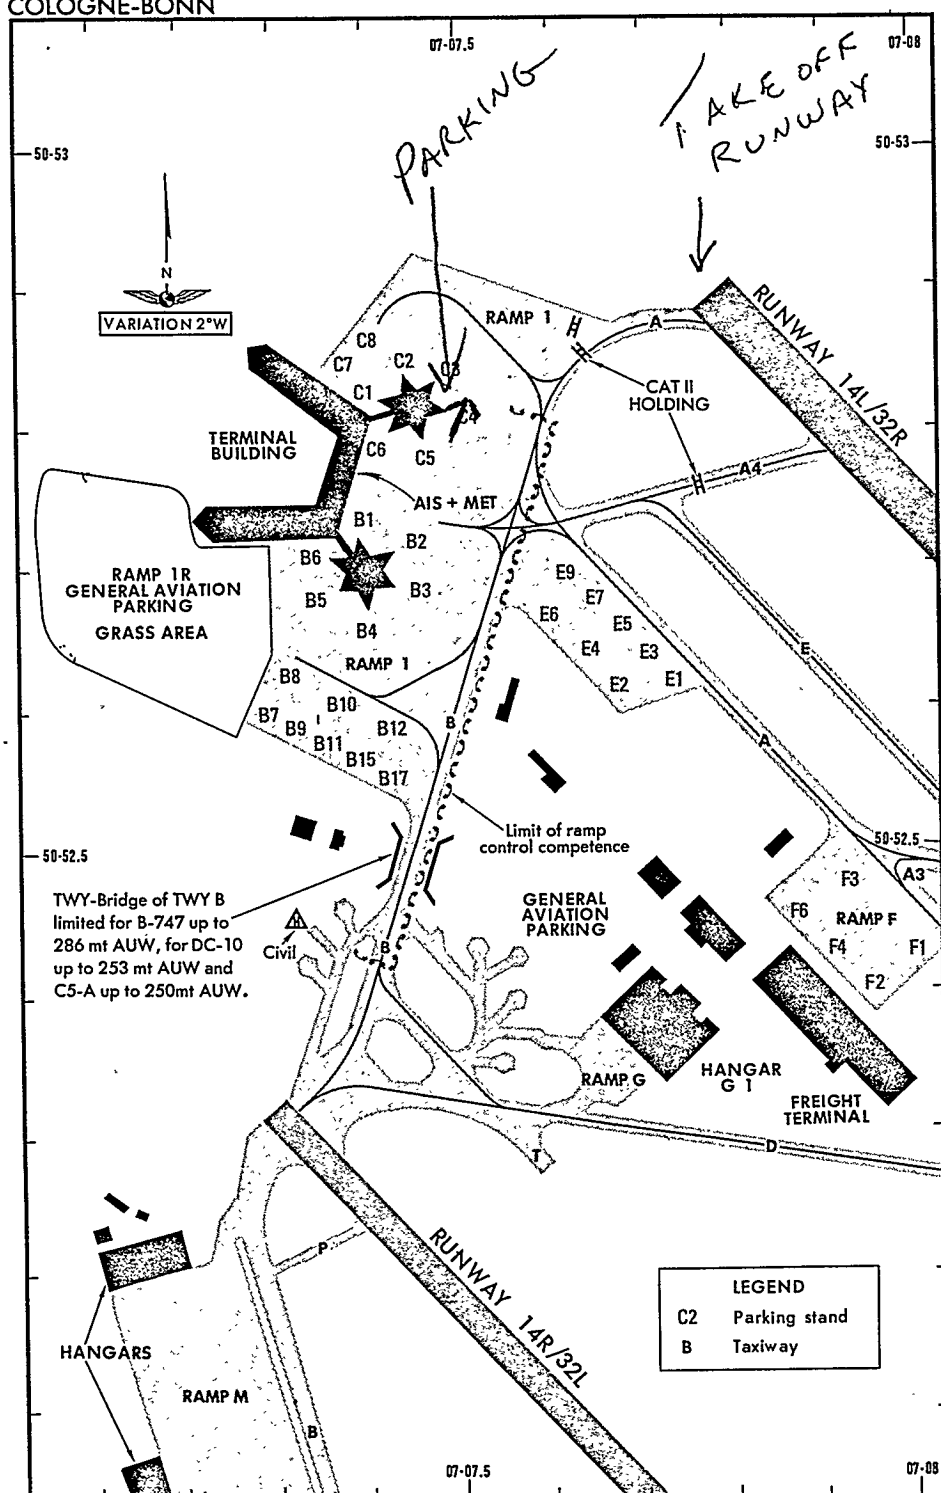 COLOGNE-BONN
07-07.5
07-08
PARKING
TAKE OFF
RUNWAY
50-53
50-53
N
VARIATION 2°W
RAMP 1
H
A
RUNWAY 14L/32R
C8
C7
C2
C3
C1
C4
C
CAT II
HOLDING
TERMINAL
BUILDING
C6
C5
A4
H
AIS + MET
B1
B2
B6
B3
B5
B4
RAMP 1R
GENERAL AVIATION
PARKING
GRASS AREA
E9
E7
E6
E5
E4
E3
E2
E1
E
RAMP 1
B8
B10
B7
B9
B12
B11
B15
B17
B
A
Limit of ramp
control competence
50-52.5
50-52.5
TWY-Bridge of TWY B
limited for B-747 up to
286 mt AUW, for DC-10
up to 253 mt AUW and
C5-A up to 250mt AUW.
H
Civil
B
GENERAL
AVIATION
PARKING
F3
A3
F6
RAMP F
F4
F1
F2
RAMP G
HANGAR
G 1
FREIGHT
TERMINAL
T
D
P
RUNWAY 14R/32L
HANGARS
RAMP M
B
LEGEND
C2 Parking stand
B Taxiway
07-07.5
07-08